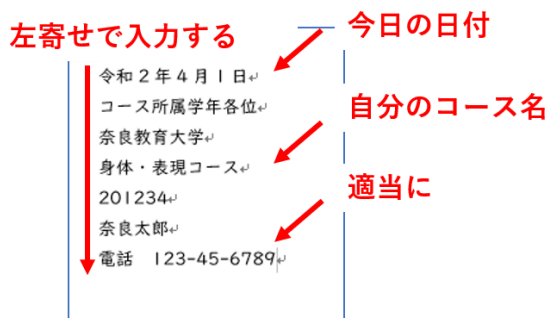 今日の日付
左寄せで入力する
令和２年４月１日↵
コース所属学年各位↵
自分のコース名
奈良教育大学↵
身体・表現コース↵
適当に
201234↵
奈良太郎↵
電話　123-45-6789↵